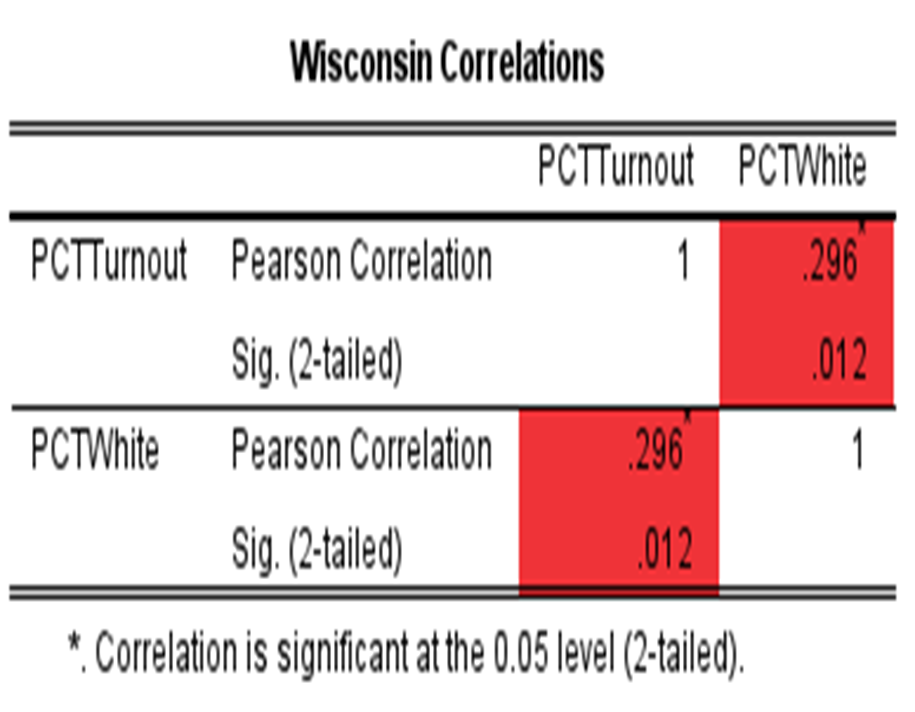 Wisconsin Correlations
PCTTurnout PCTWhite
PCTTurnout Pearson Correlation 1 .296*
Sig. (2-tailed) .012
PCTWhite Pearson Correlation .296* 1
Sig. (2-tailed) .012
*. Correlation is significant at the 0.05 level (2-tailed).